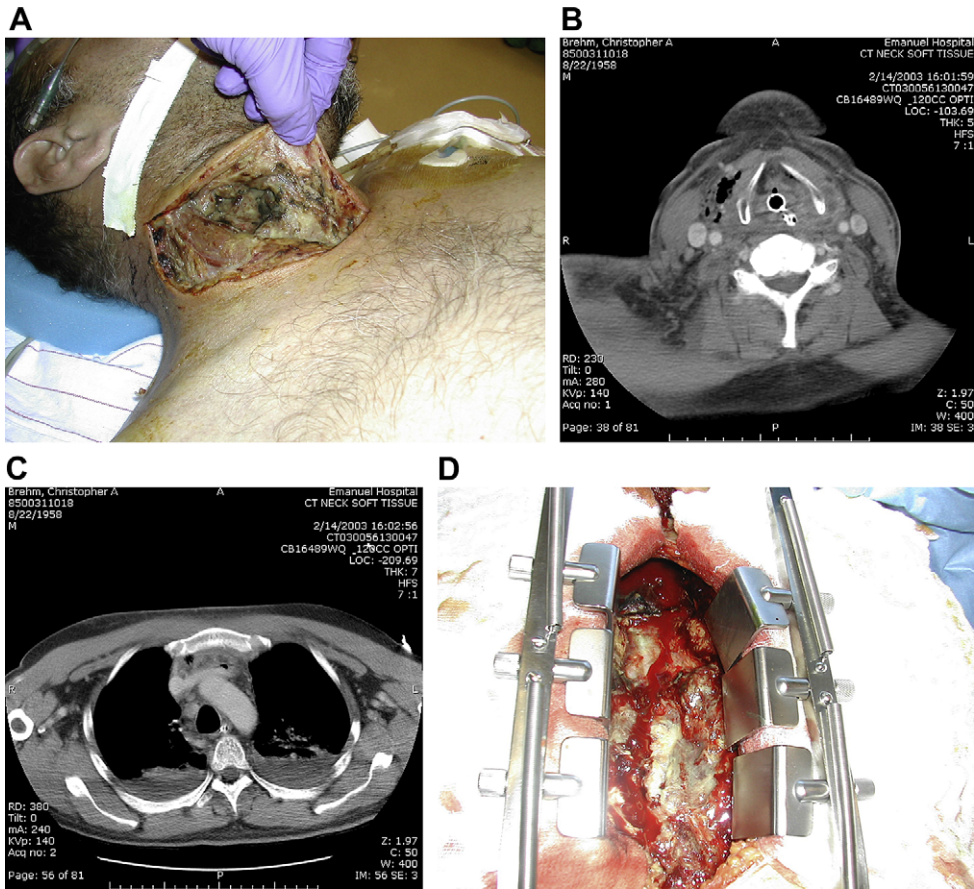 A
B
Brehm, Christopher A
A
Emanuel Hospital
8500311018
CT NECK SOFT TISSUE
8/22/1958
M
2/14/2003 16:01:59
CT030056130047
CB16489WQ _120CC OPTI
LOC: -103.69
THK: 5
HFS
7 :1
R
L
RD: 230
Tilt: 0
mA: 280
KVp: 140
Acq no: 1
Z: 1.97
C: 50
W: 400
Page: 38 of 81
P
IM: 38 SE: 3
C
D
Brehm, Christopher A
A
Emanuel Hospital
8500311018
CT NECK SOFT TISSUE
8/22/1958
M
2/14/2003 16:02:56
CT030056130047
CB16489WQ _120CC OPTI
LOC: -209.69
THK: 7
HFS
7 :1
R
L
RD: 380
Tilt: 0
mA: 240
KVp: 140
Acq no: 2
Z: 1.97
C: 50
W: 400
Page: 56 of 81
P
IM: 56 SE: 3